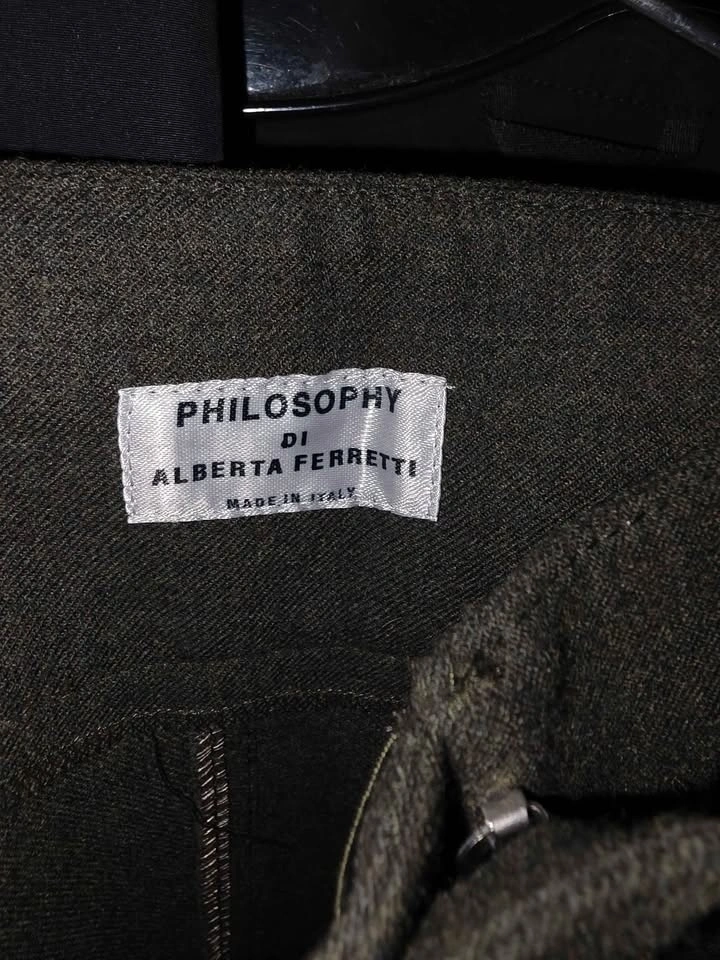 PHILOSOPHY
DI
ALBERTA FERRETTI
MADE IN ITALY